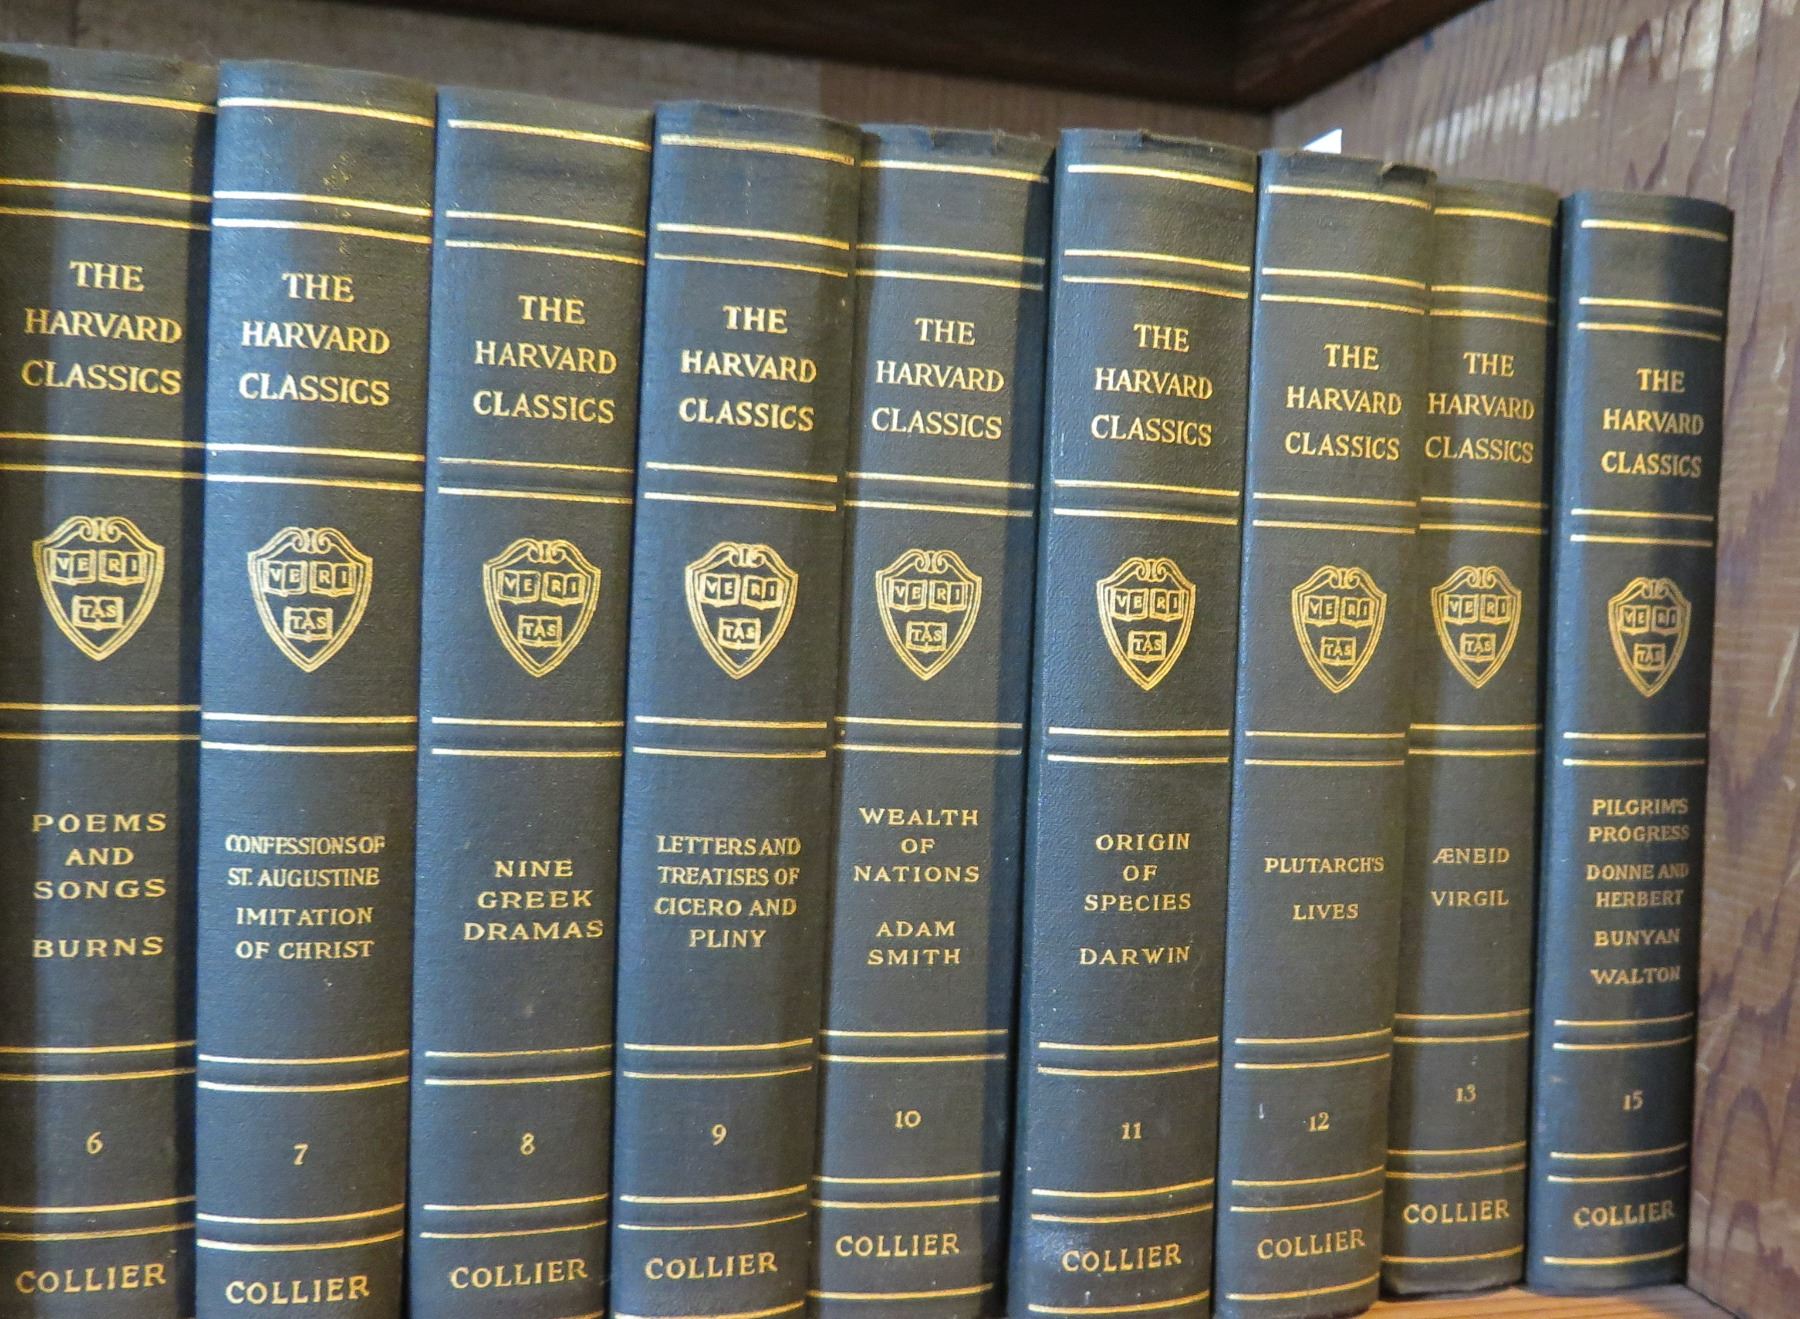 THE
HARVARD
CLASSICS
VE RI
TAS
POEMS
AND
SONGS
BURNS
6
COLLIER
THE
HARVARD
CLASSICS
VE RI
TAS
CONFESSIONS OF
ST. AUGUSTINE
IMITATION
OF CHRIST
7
COLLIER
THE
HARVARD
CLASSICS
VE RI
TAS
NINE
GREEK
DRAMAS
8
COLLIER
THE
HARVARD
CLASSICS
VE RI
TAS
LETTERS AND
TREATISES OF
CICERO AND
PLINY
9
COLLIER
THE
HARVARD
CLASSICS
VE RI
TAS
WEALTH
OF
NATIONS
ADAM
SMITH
10
COLLIER
THE
HARVARD
CLASSICS
VE RI
TAS
ORIGIN
OF
SPECIES
DARWIN
11
COLLIER
THE
HARVARD
CLASSICS
VE RI
TAS
PLUTARCH'S
LIVES
12
COLLIER
THE
HARVARD
CLASSICS
VE RI
TAS
ÆNEID
VIRGIL
13
COLLIER
THE
HARVARD
CLASSICS
VE RI
TAS
PILGRIM'S
PROGRESS
DONNE AND
HERBERT
BUNYAN
WALTON
15
COLLIER